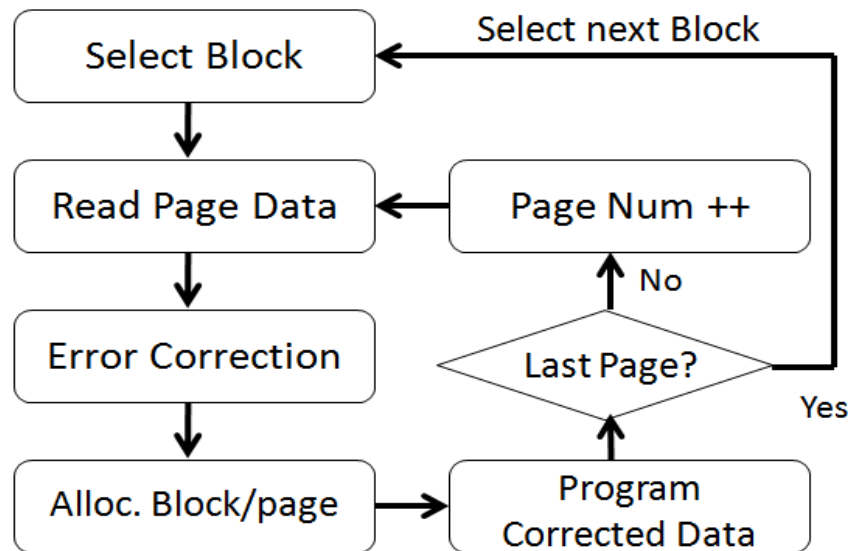 Select Block
Select next Block
Read Page Data
Page Num ++
No
Error Correction
Last Page?
Yes
Alloc. Block/page
Program
Corrected Data